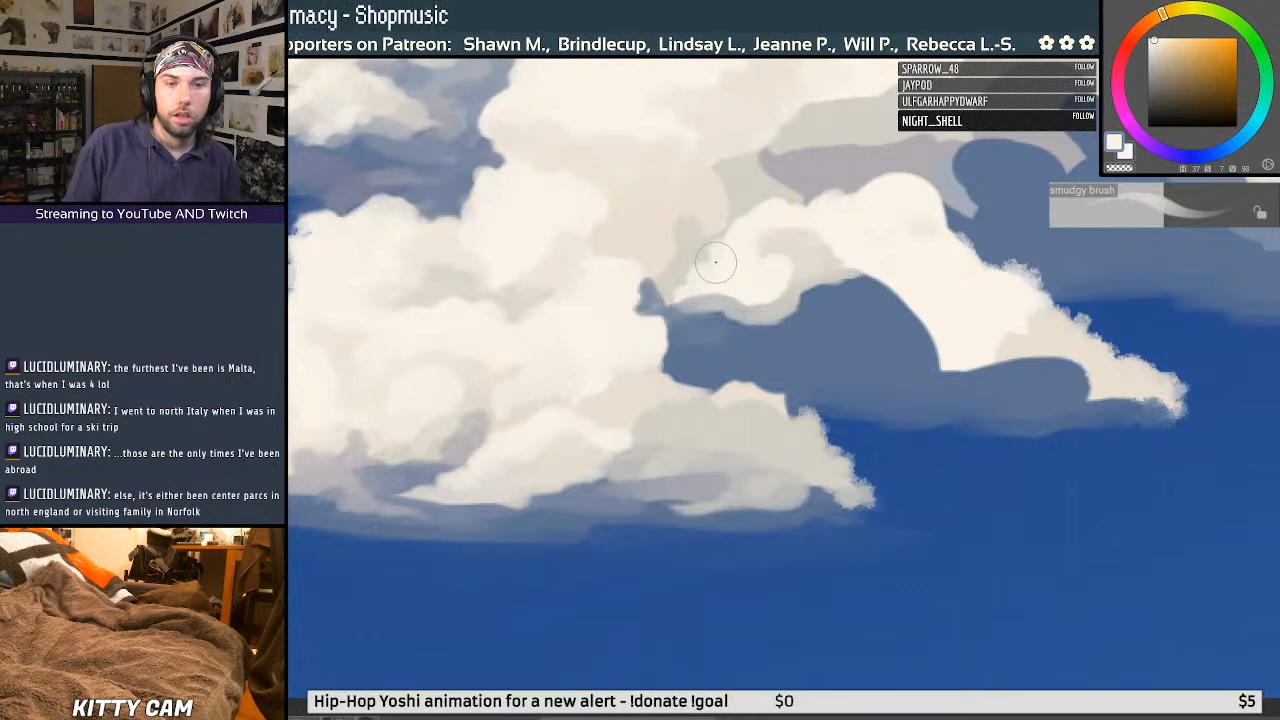 macy - Shopmusic
pporters on Patreon: Shawn M., Brindlecup, Lindsay L., Jeanne P., Will P., Rebecca L.-S.
SPARROW_48 FOLLOW
JAYPOD FOLLOW
ULFGARHAPPYDWARF FOLLOW
NIGHT_SHELL FOLLOW
smudgy brush
Streaming to YouTube AND Twitch
LUCIDLUMINARY: the furthest I've been is Malta,
that's when I was 4 lol
LUCIDLUMINARY: I went to north Italy when I was in
high school for a ski trip
LUCIDLUMINARY: ...those are the only times I've been
abroad
LUCIDLUMINARY: else, it's either been center parcs in
north england or visiting family in Norfolk
KITTY CAM
Hip-Hop Yoshi animation for a new alert - !donate !goal $0 $5